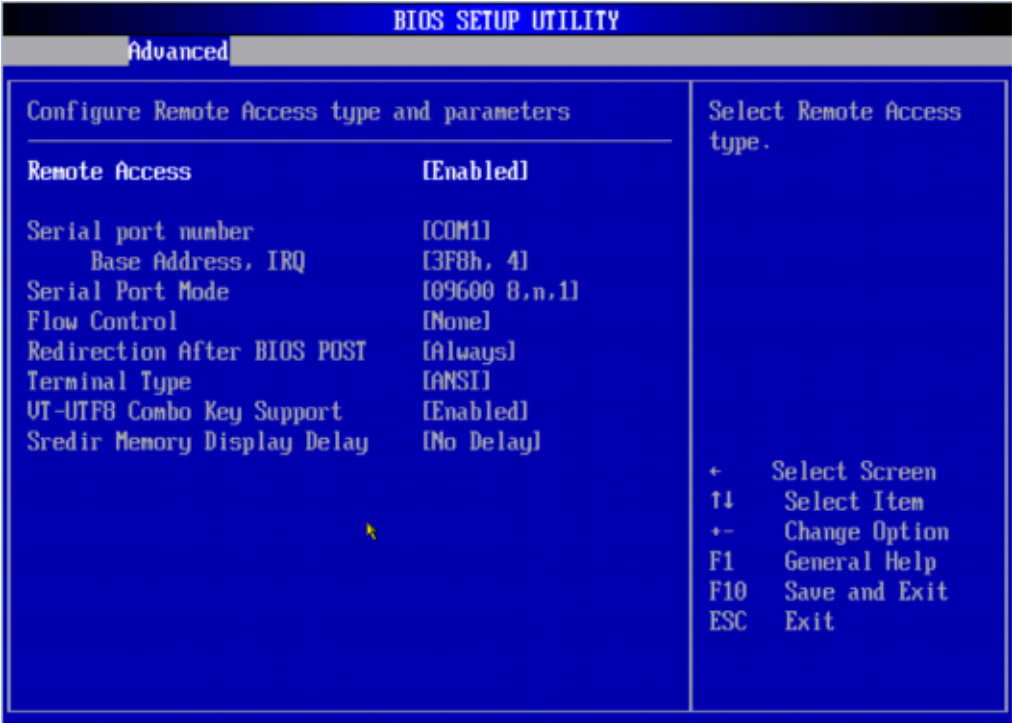 BIOS SETUP UTILITY
Advanced
Configure Remote Access type and parameters
Remote Access [Enabled]
Serial port number [COM1]
Base Address, IRQ [3F8h, 4]
Serial Port Mode [09600 8,n,1]
Flow Control [None]
Redirection After BIOS POST [Always]
Terminal Type [ANSI]
VT-UTF8 Combo Key Support [Enabled]
Sredir Memory Display Delay [No Delay]
Select Remote Access
type.
← Select Screen
↑↓ Select Item
+- Change Option
F1 General Help
F10 Save and Exit
ESC Exit